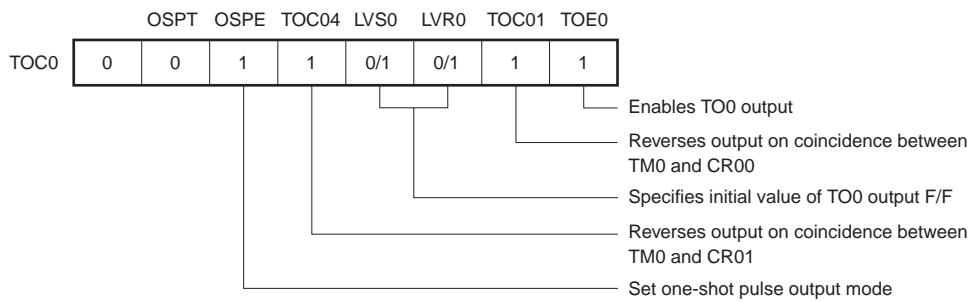 OSPT OSPE TOC04 LVS0 LVR0 TOC01 TOE0
TOC0 0 0 1 1 0/1 0/1 1 1
Enables TO0 output
Reverses output on coincidence between
TM0 and CR00
Specifies initial value of TO0 output F/F
Reverses output on coincidence between
TM0 and CR01
Set one-shot pulse output mode